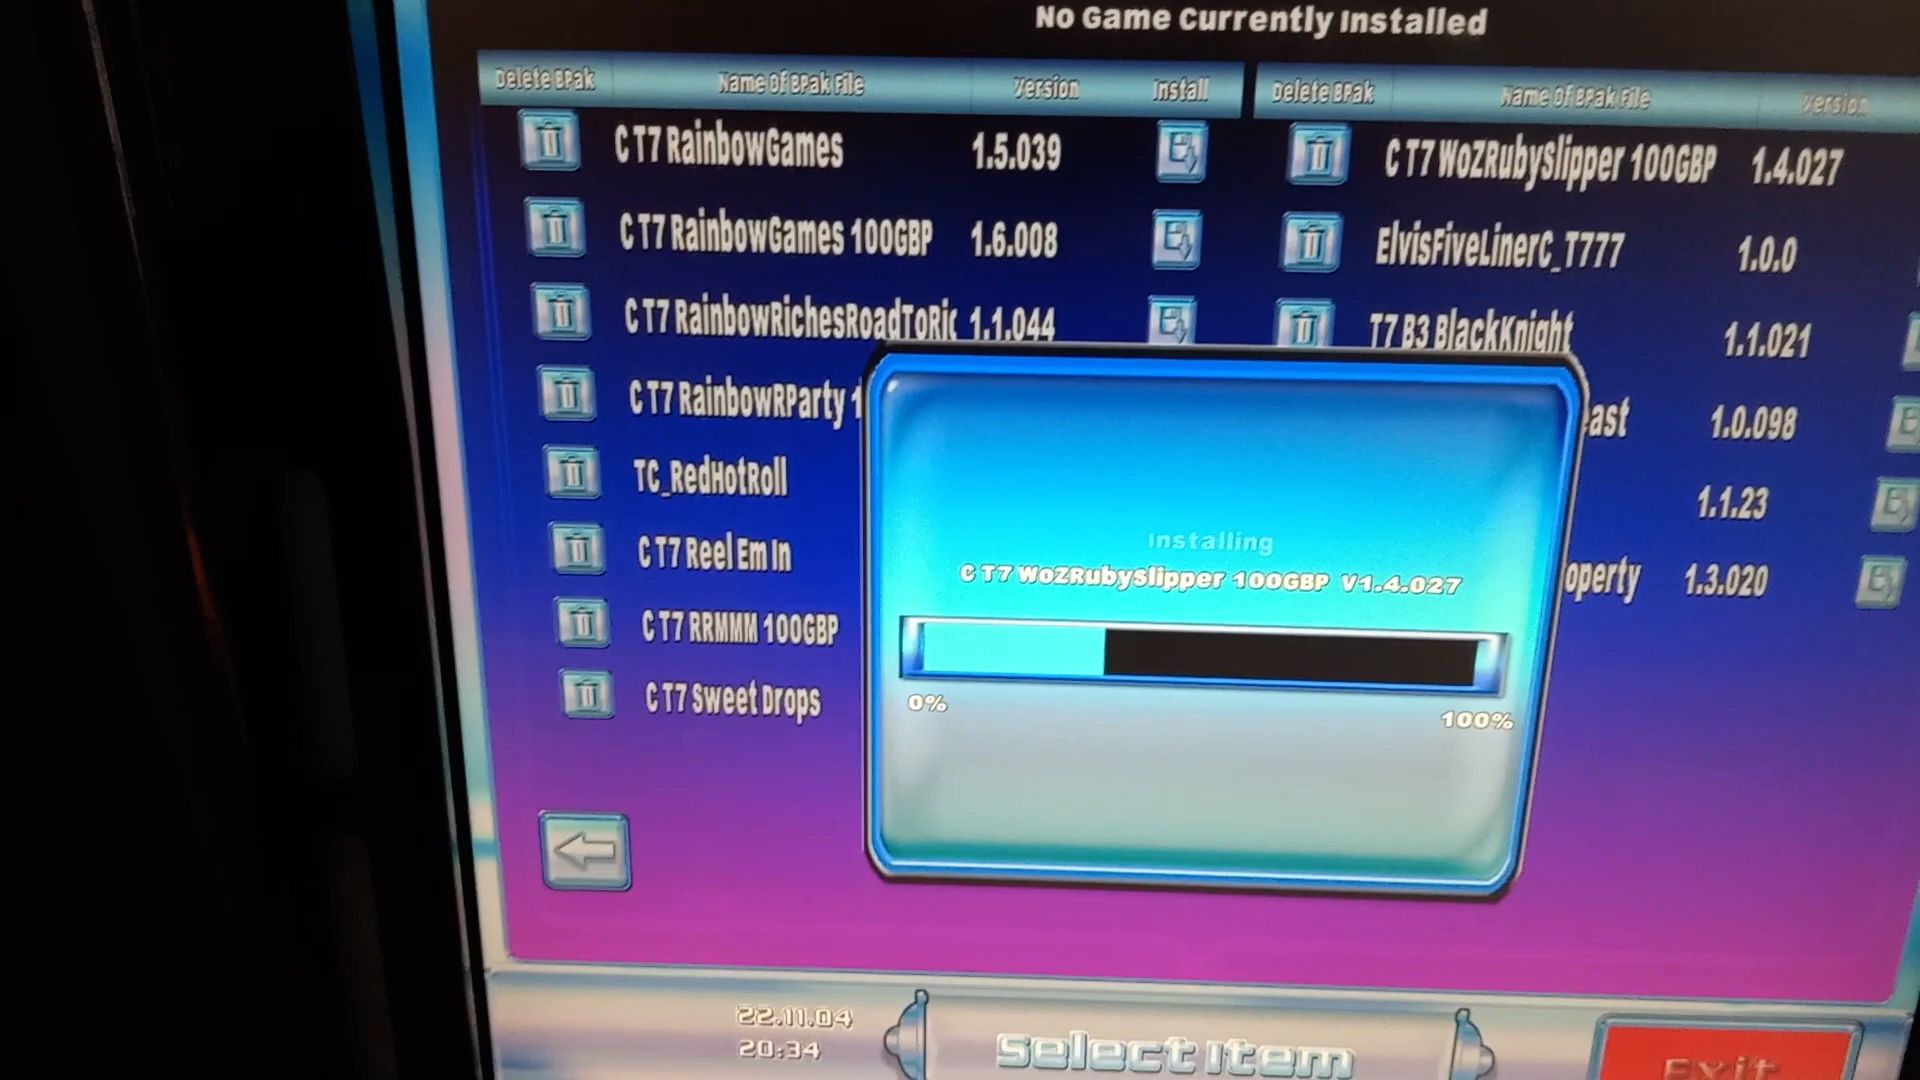 No Game Currently Installed
Delete BPak Name Of BPak File Version Install Delete BPak Name Of BPak File Version
C T7 RainbowGames 1.5.039 C T7 WoZRubySlipper 100GBP 1.4.027
C T7 RainbowGames 100GBP 1.6.008 ElvisFiveLinerC_T777 1.0.0
C T7 RainbowRichesRoadToRic 1.1.044 T7 B3 BlackKnight 1.1.021
C T7 RainbowRParty 1 east 1.0.098
TC_RedHotRoll 1.1.23
C T7 Reel Em In operty 1.3.020
C T7 RRMMM 100GBP
C T7 Sweet Drops
Installing
C T7 WoZRubySlipper 100GBP V1.4.027
0%
100%
22.11.04
20:34
Select Item
Exit